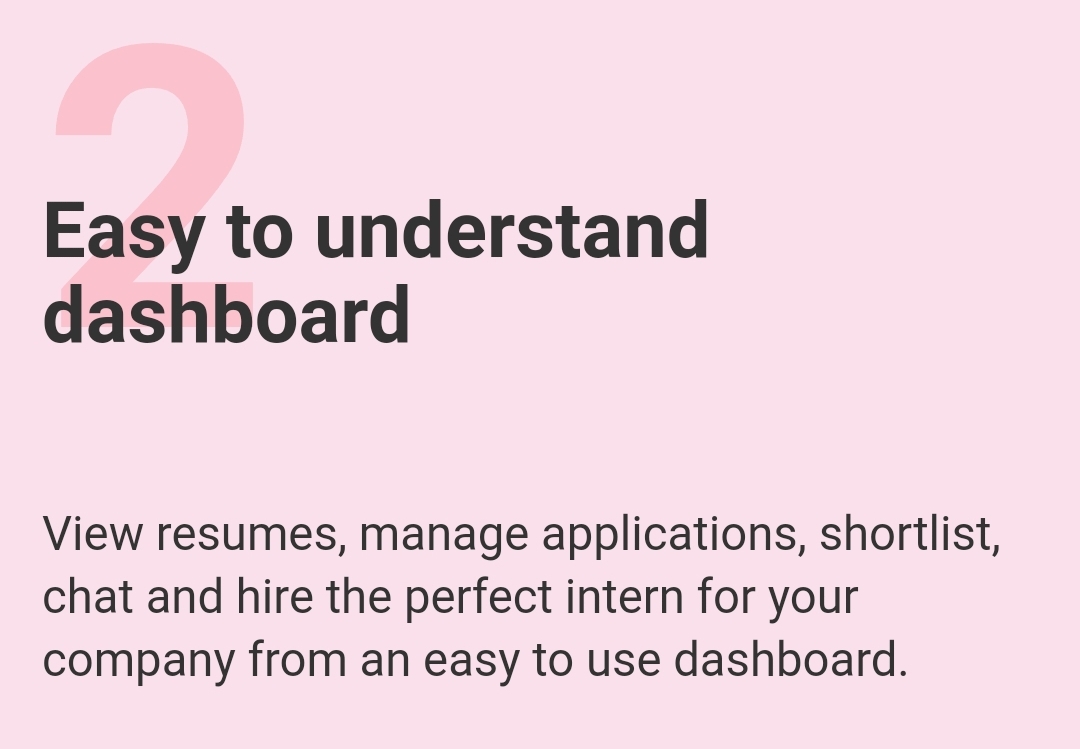 2
Easy to understand
dashboard
View resumes, manage applications, shortlist,
chat and hire the perfect intern for your
company from an easy to use dashboard.